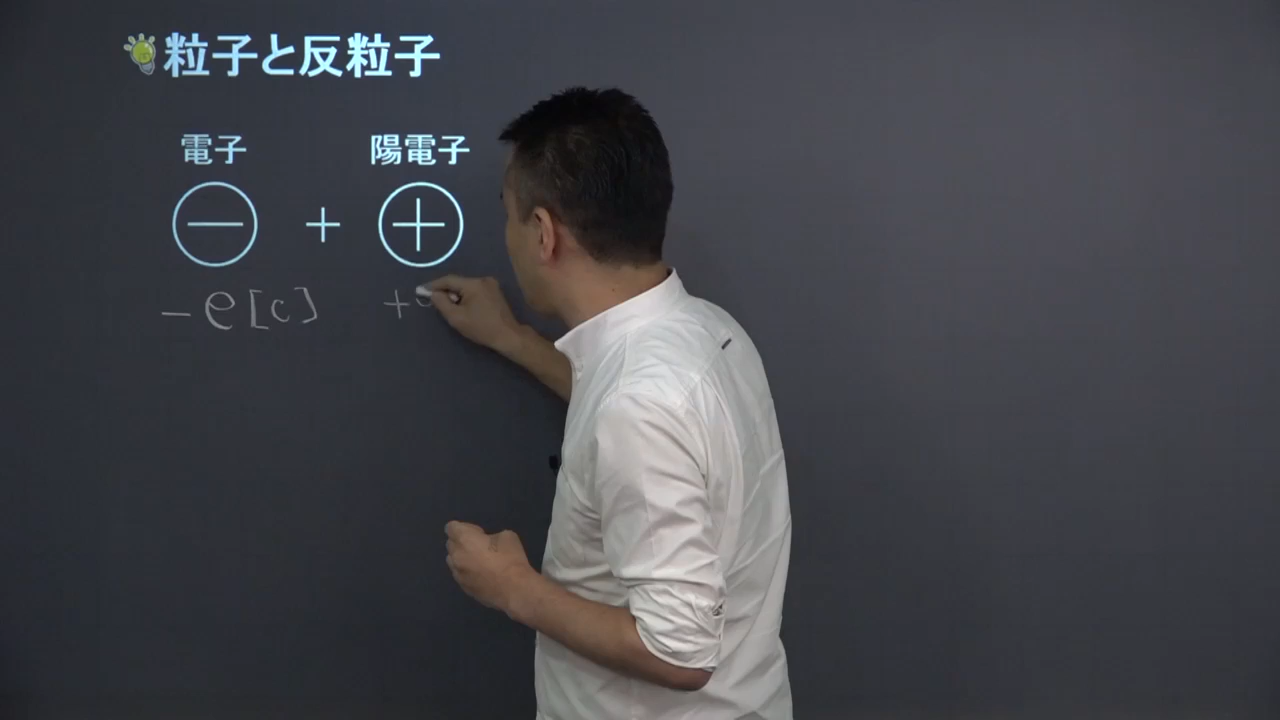 粒子と反粒子
電子 陽電子
− + +
-e[c] +